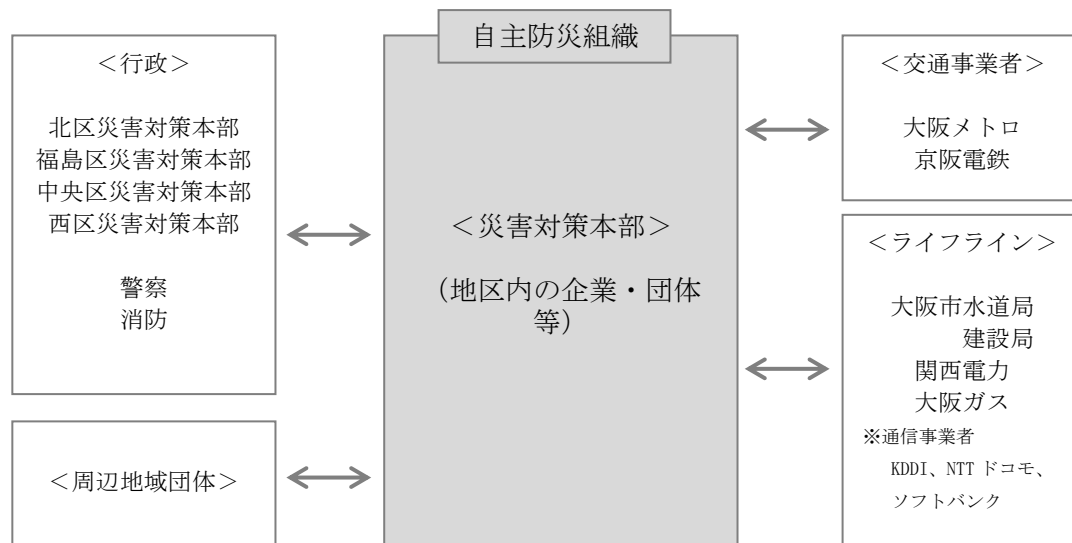 自主防災組織
＜行政＞
北区災害対策本部
福島区災害対策本部
中央区災害対策本部
西区災害対策本部
警察
消防
＜周辺地域団体＞
＜災害対策本部＞
（地区内の企業・団体
等）
＜交通事業者＞
大阪メトロ
京阪電鉄
＜ライフライン＞
大阪市水道局
建設局
関西電力
大阪ガス
※通信事業者
KDDI、NTTドコモ、
ソフトバンク